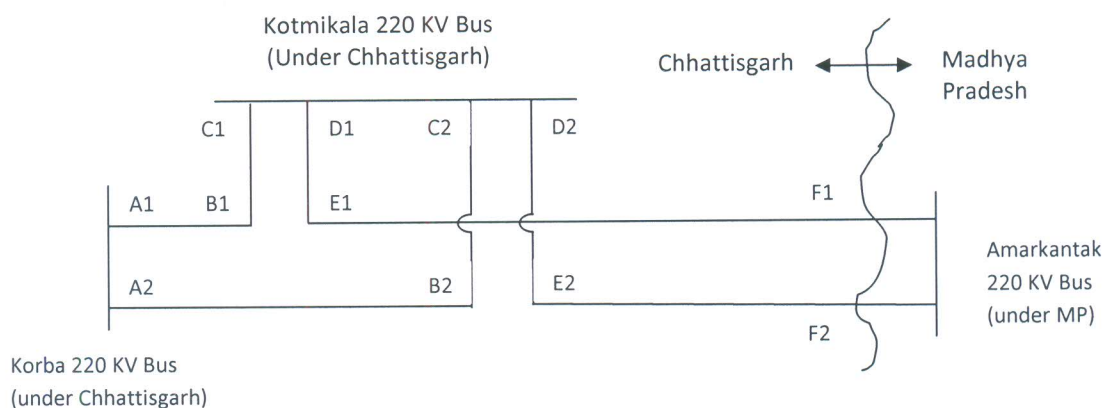 Kotmikala 220 KV Bus
(Under Chhattisgarh)
Chhattisgarh
Madhya
Pradesh
C1
D1
C2
D2
A1
B1
E1
F1
A2
B2
E2
F2
Amarkantak
220 KV Bus
(under MP)
Korba 220 KV Bus
(under Chhattisgarh)